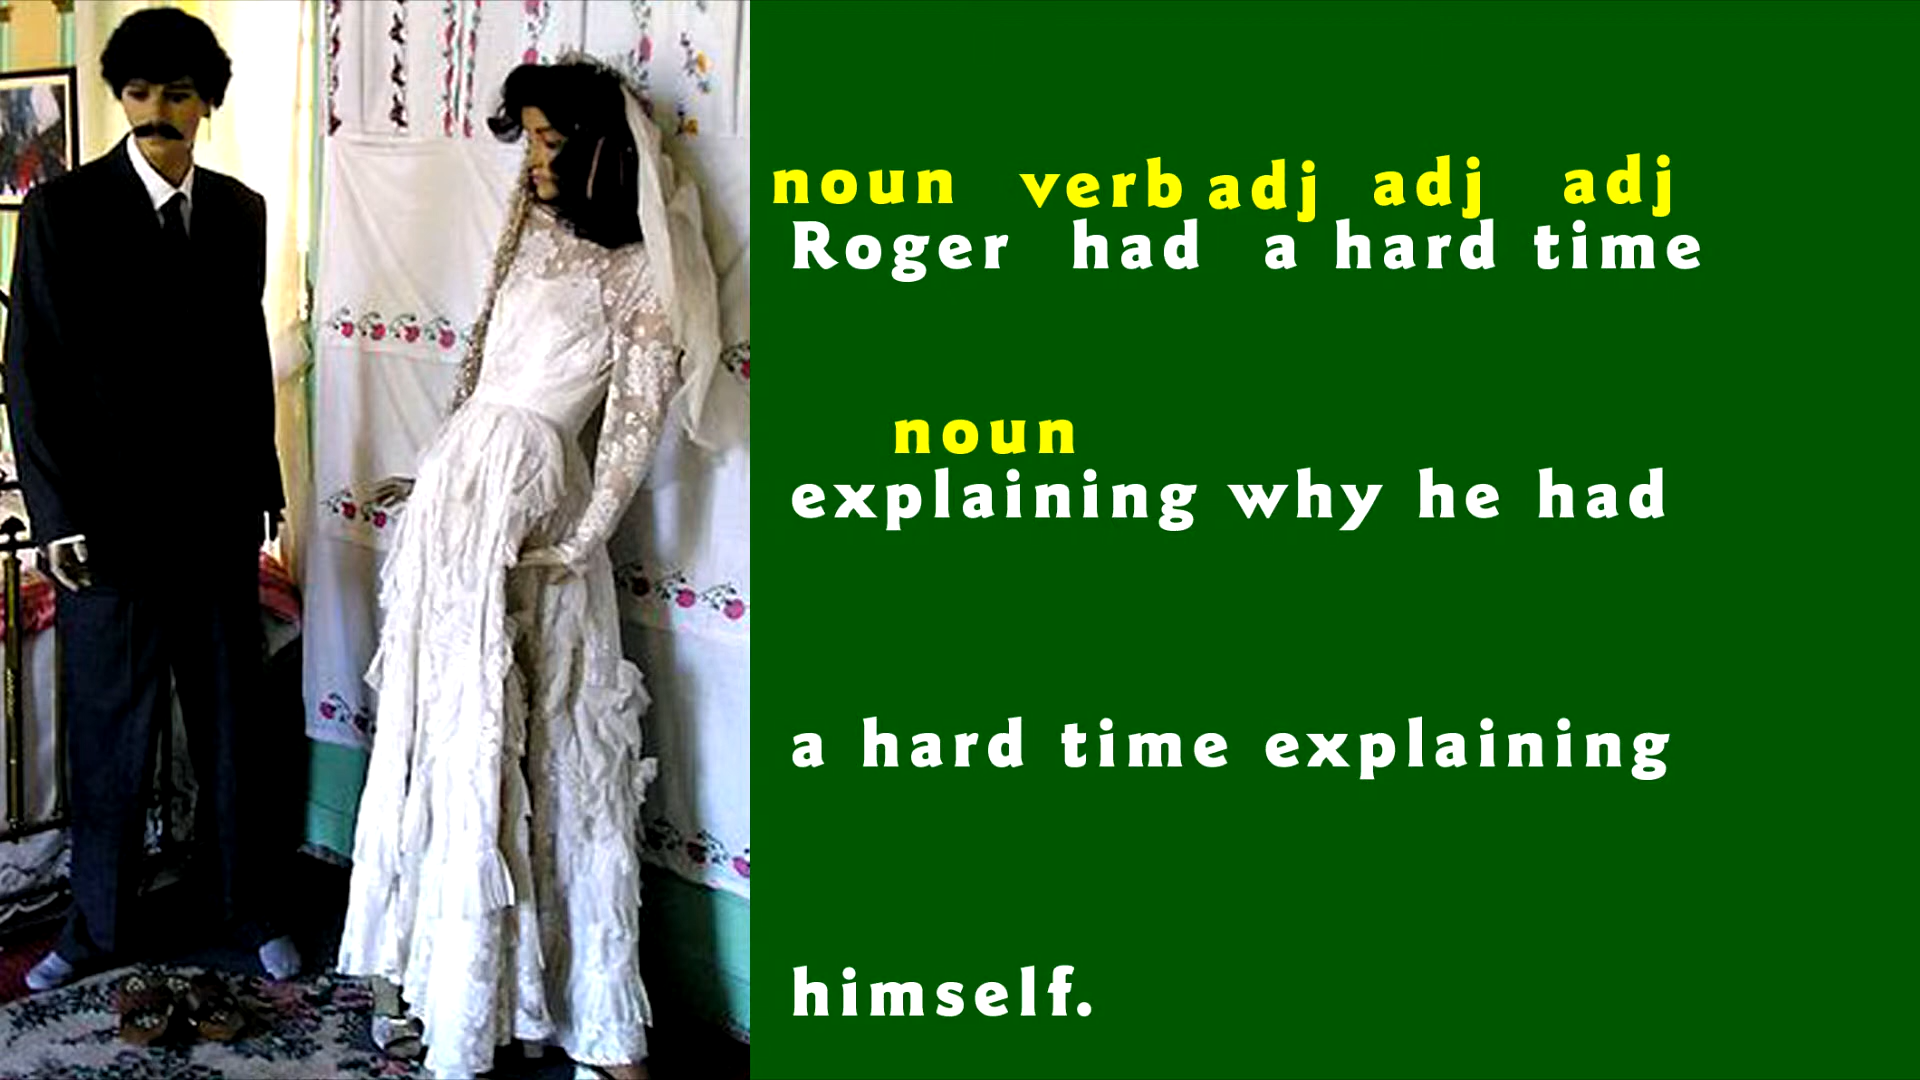 noun verb adj adj adj
Roger had a hard time
noun
explaining why he had
a hard time explaining
himself.